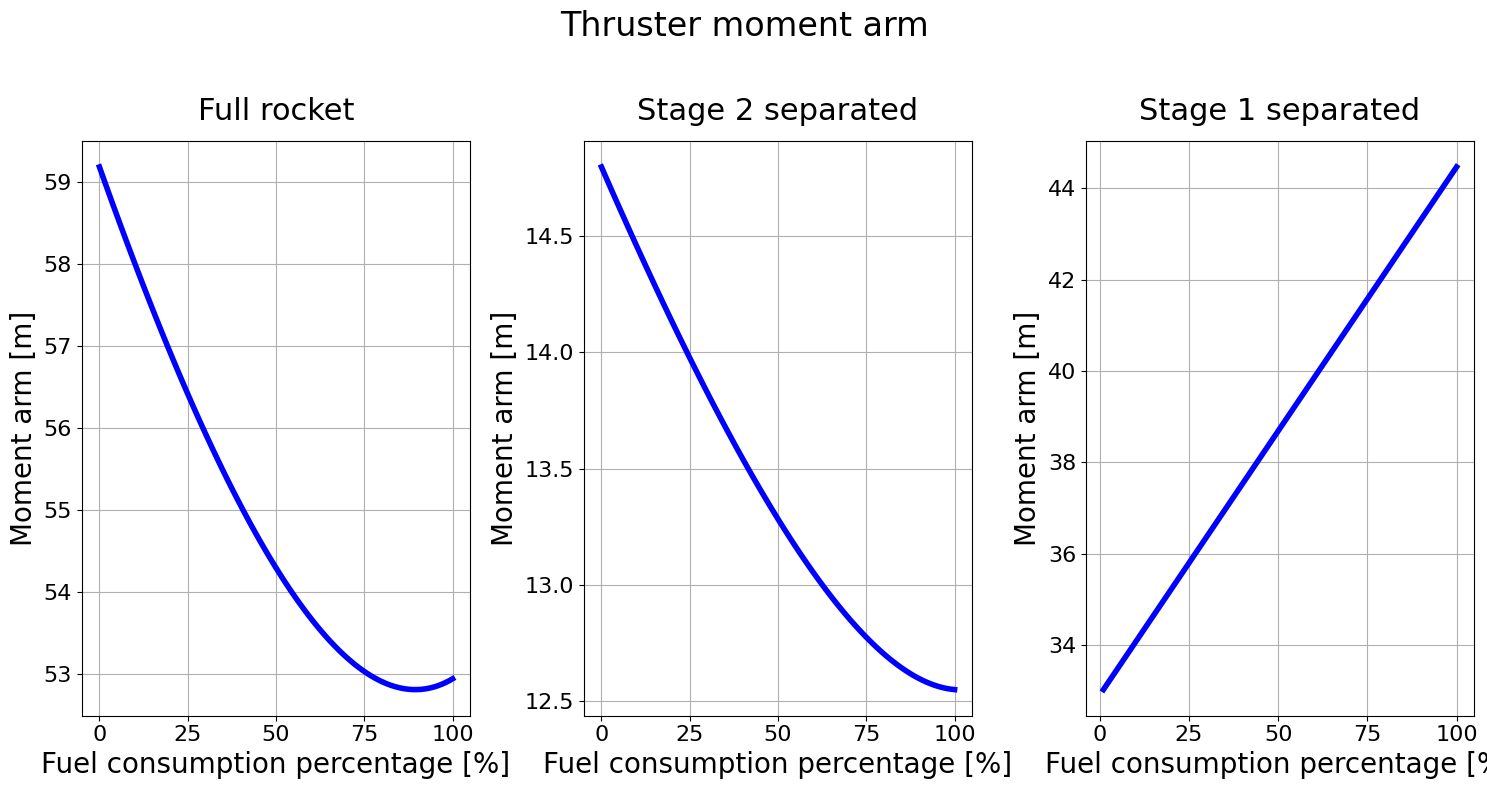 Thruster moment arm
Full rocket
Stage 2 separated
Stage 1 separated
Moment arm [m]
59
58
57
56
55
54
53
0 25 50 75 100
Fuel consumption percentage [%]
Moment arm [m]
14.5
14.0
13.5
13.0
12.5
0 25 50 75 100
Fuel consumption percentage [%]
Moment arm [m]
44
42
40
38
36
34
0 25 50 75 100
Fuel consumption percentage [%